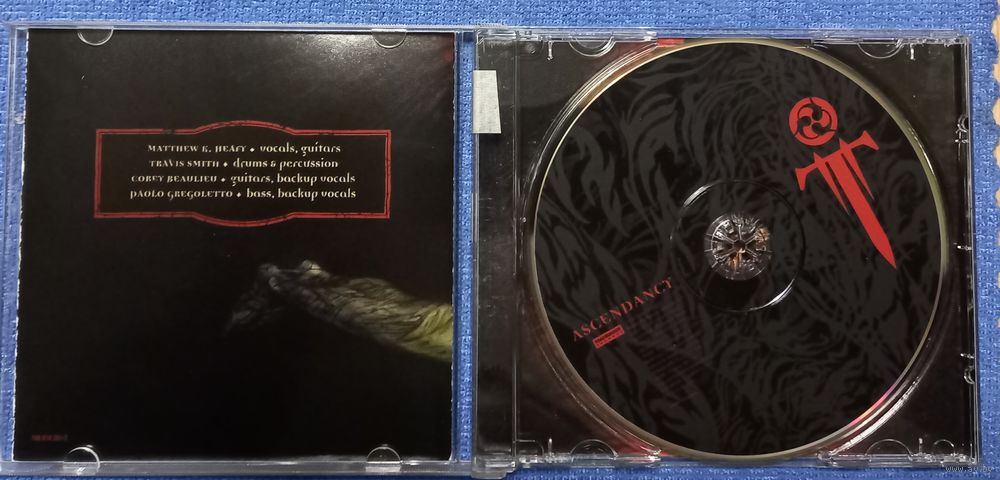 MATTHEW K. HEAFY ◆ vocals, guitars
TRAVIS SMITH ◆ drums & percussion
COREY BEAULIEU ◆ guitars, backup vocals
PAOLO GREGOLETTO ◆ bass, backup vocals
ASCENDANCY